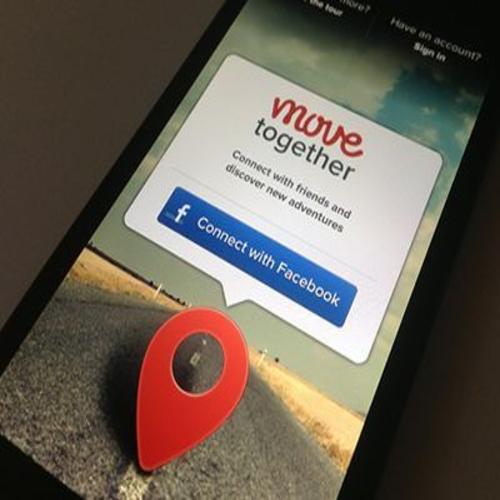 more?
the tour
Have an account?
Sign in
move
together
Connect with friends and
discover new adventures
f Connect with Facebook